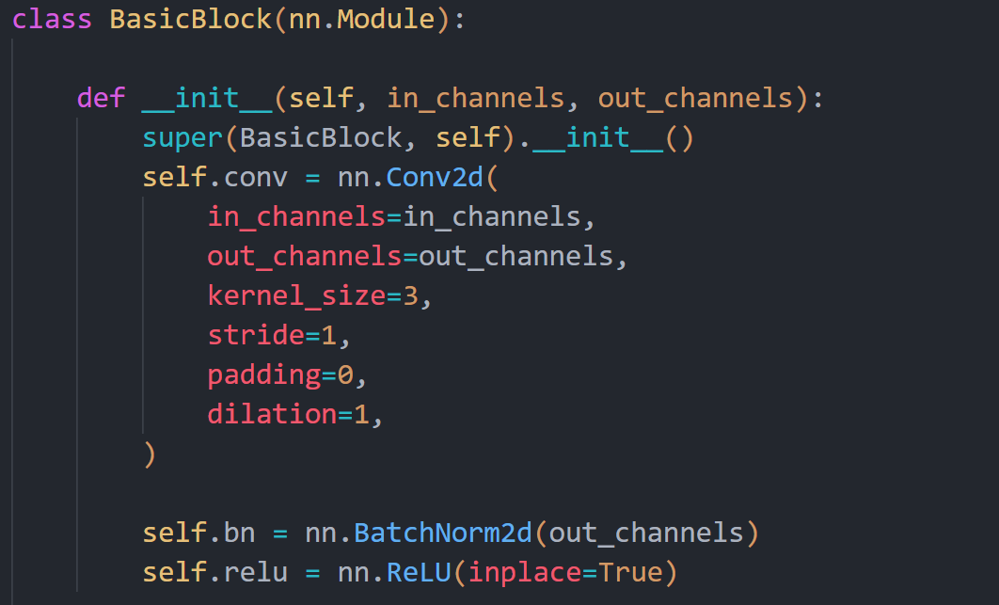 class BasicBlock(nn.Module):
def __init__(self, in_channels, out_channels):
super(BasicBlock, self).__init__()
self.conv = nn.Conv2d(
in_channels=in_channels,
out_channels=out_channels,
kernel_size=3,
stride=1,
padding=0,
dilation=1,
)
self.bn = nn.BatchNorm2d(out_channels)
self.relu = nn.ReLU(inplace=True)